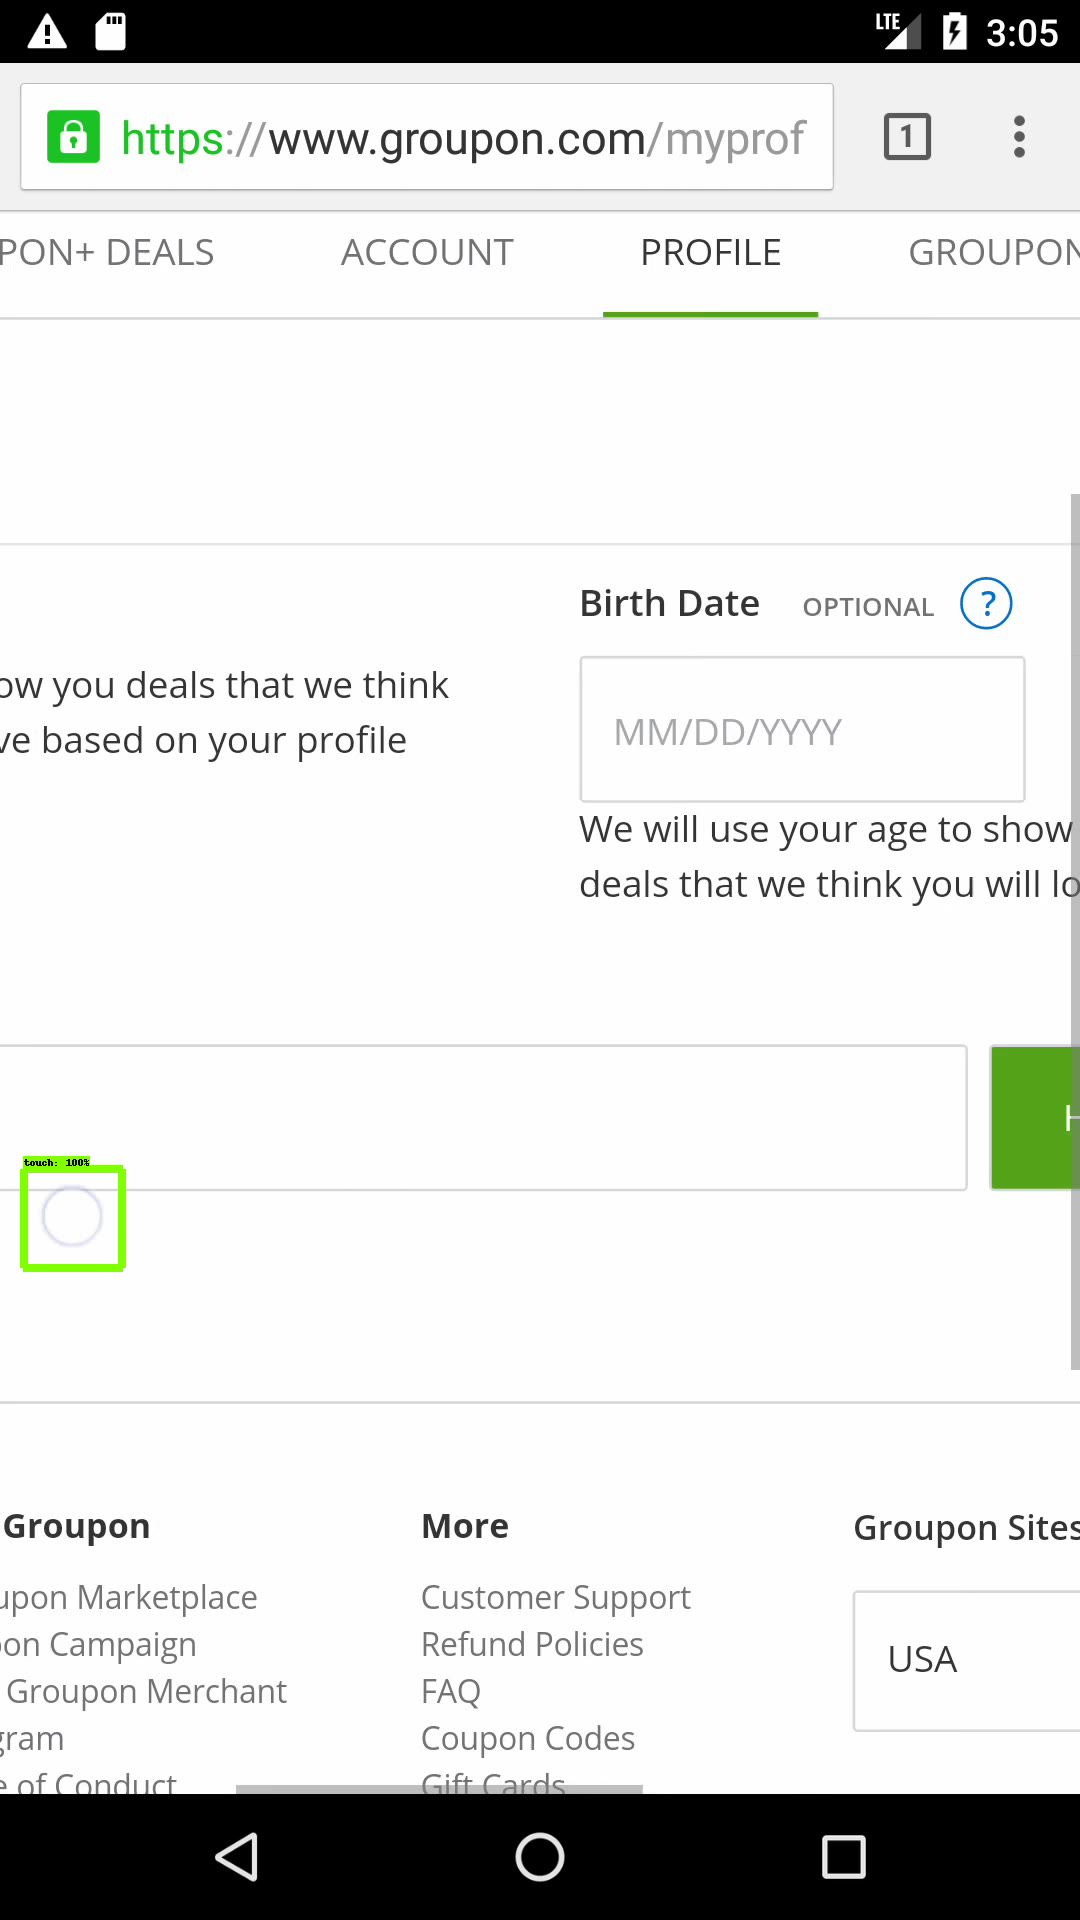 LTE 3:05
https://www.groupon.com/myprof 1
PON+ DEALS ACCOUNT PROFILE GROUPON
Birth Date OPTIONAL ?
ow you deals that we think
ve based on your profile
MM/DD/YYYY
We will use your age to show
deals that we think you will lo
H
touch: 100%
Groupon More Groupon Sites
upon Marketplace Customer Support
on Campaign Refund Policies
USA
Groupon Merchant FAQ
gram Coupon Codes
e of Conduct Gift Cards